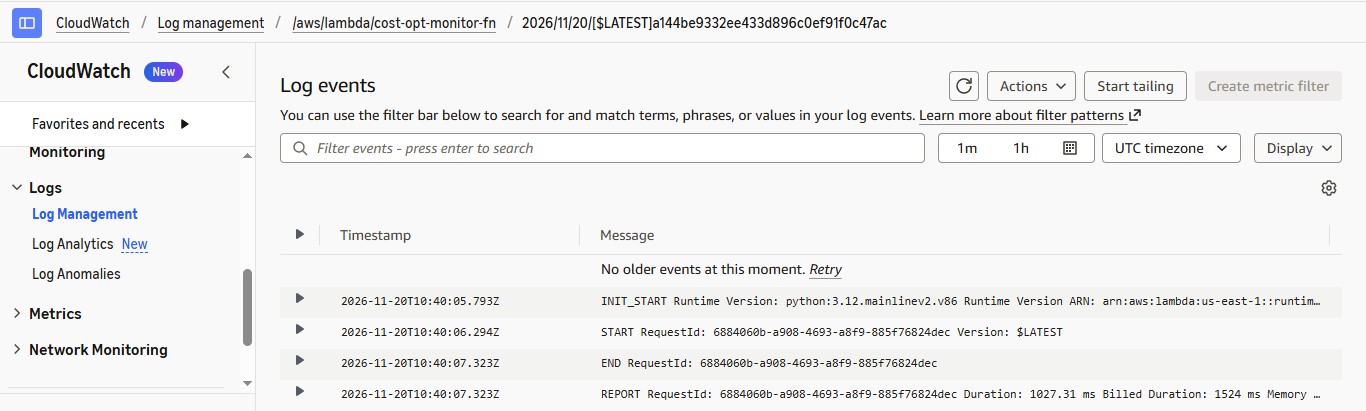 CloudWatch / Log management / /aws/lambda/cost-opt-monitor-fn / 2026/11/20/[$LATEST]a144be9332ee433d896c0ef91f0c47ac
CloudWatch New
Favorites and recents
Monitoring
Logs
Log Management
Log Analytics New
Log Anomalies
Metrics
Network Monitoring
Log events
Actions
Start tailing
Create metric filter
You can use the filter bar below to search for and match terms, phrases, or values in your log events. Learn more about filter patterns
Filter events - press enter to search
1m 1h
UTC timezone
Display
Timestamp Message
No older events at this moment. Retry
2026-11-20T10:40:05.793Z INIT_START Runtime Version: python:3.12.mainlinev2.v86 Runtime Version ARN: arn:aws:lambda:us-east-1::runtim…
2026-11-20T10:40:06.294Z START RequestId: 6884060b-a908-4693-a8f9-885f76824dec Version: $LATEST
2026-11-20T10:40:07.323Z END RequestId: 6884060b-a908-4693-a8f9-885f76824dec
2026-11-20T10:40:07.323Z REPORT RequestId: 6884060b-a908-4693-a8f9-885f76824dec Duration: 1027.31 ms Billed Duration: 1524 ms Memory …